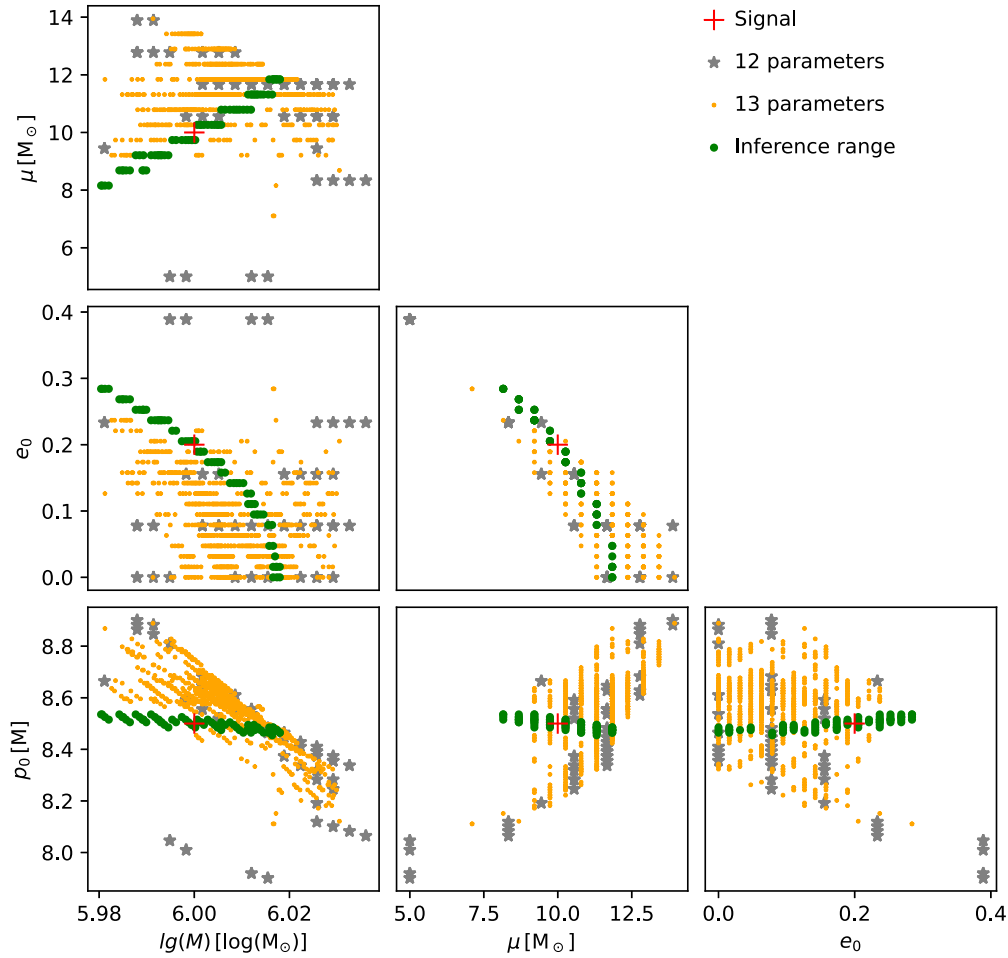 Signal
12 parameters
13 parameters
Inference range
14
12
10
8
6
μ [M⊙]
0.4
0.3
0.2
0.1
0.0
e₀
8.8
8.6
8.4
8.2
8.0
p₀ [M]
5.98 6.00 6.02
lg(M) [log(M⊙)]
5.0 7.5 10.0 12.5
μ [M⊙]
0.0 0.2 0.4
e₀